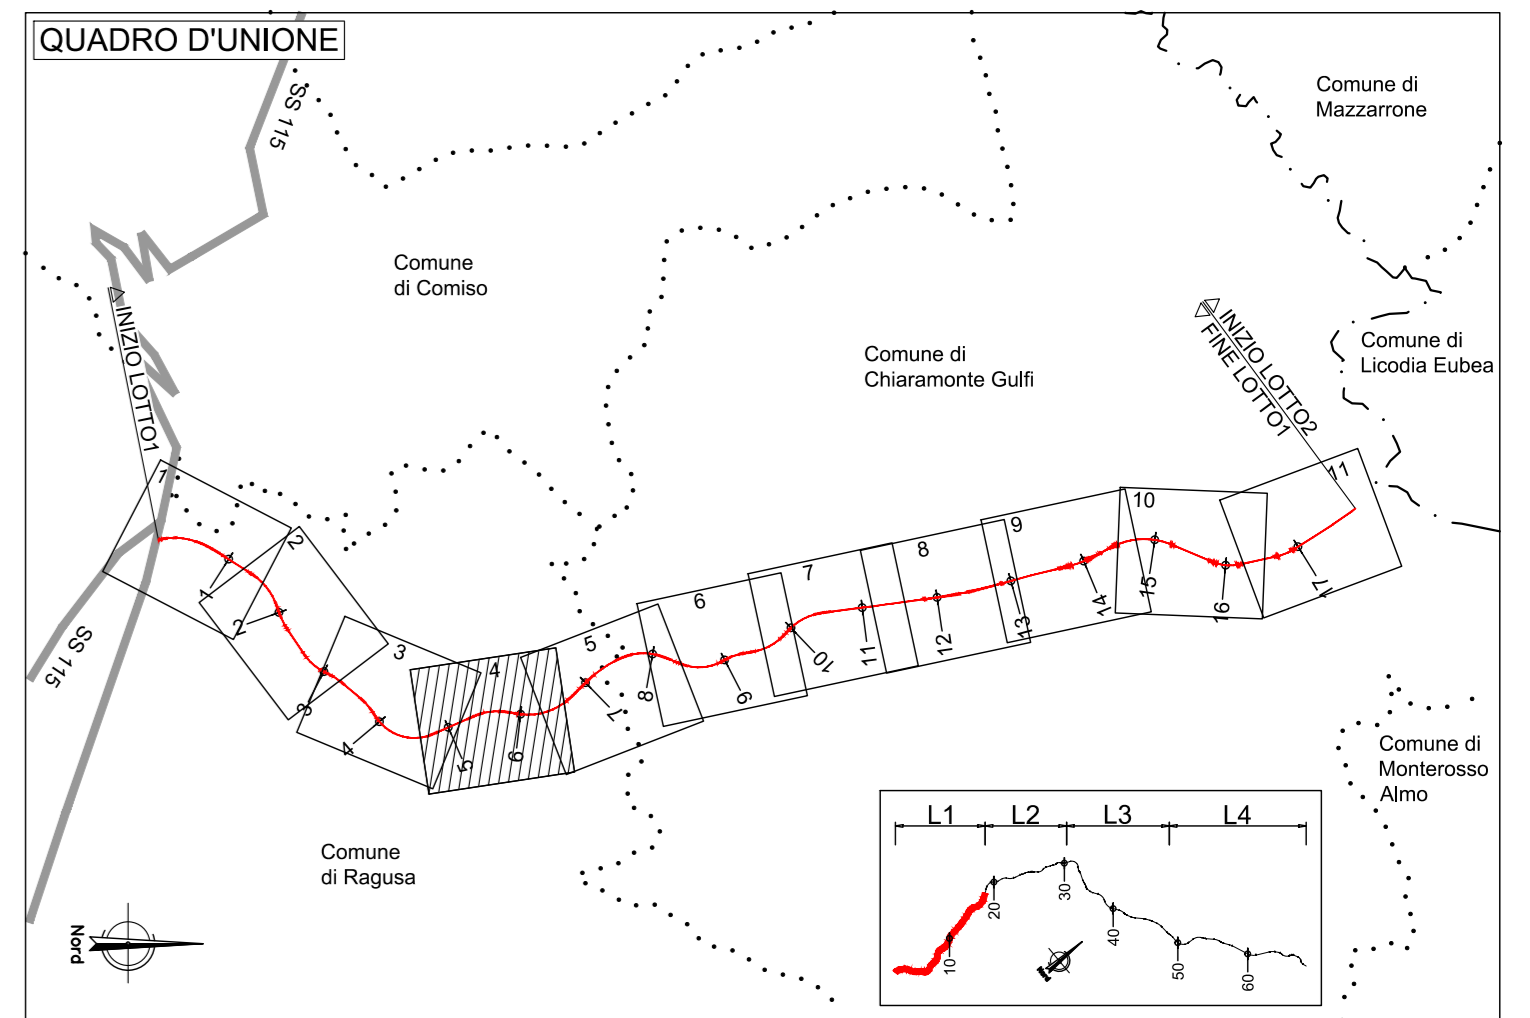 QUADRO D'UNIONE
SS 115
Comune di
Mazzarrone
Comune
di Comiso
INIZIO LOTTO1
INIZIO LOTTO2
FINE LOTTO1
Comune di
Licodia Eubea
Comune di
Chiaramonte Gulfi
1
2
3
4
5
6
7
8
9
10
11
1
2
3
4
5
6
7
8
9
10
11
12
13
14
15
16
17
SS 115
Comune di
Monterosso
Almo
Comune
di Ragusa
Nord
L1 L2 L3 L4
10
20
30
40
50
60
Nord